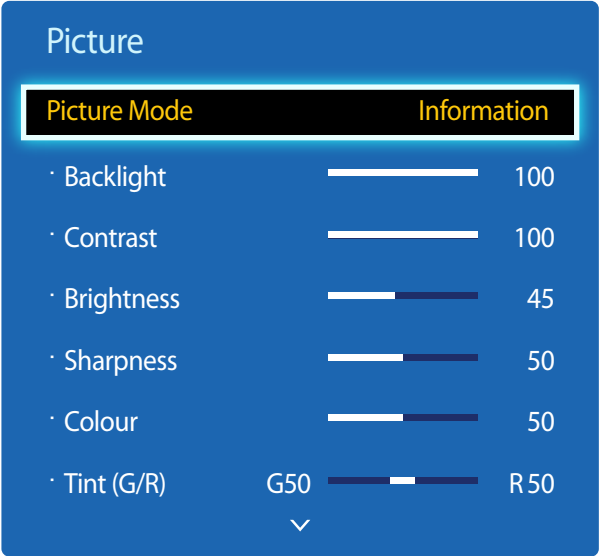 Picture
Picture Mode Information
· Backlight 100
· Contrast 100
· Brightness 45
· Sharpness 50
· Colour 50
· Tint (G/R) G50 R50